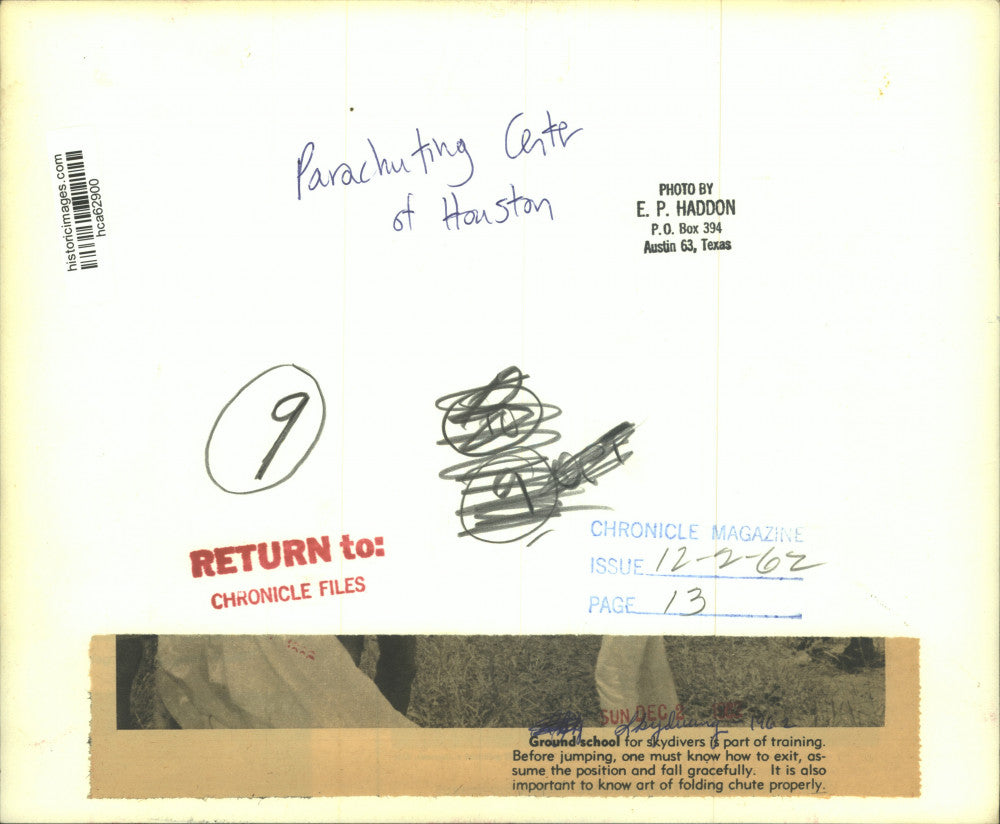 historicimages.com
hca62900
Parachuting Center
of Houston
PHOTO BY
E. P. HADDON
P.O. Box 394
Austin 63, Texas
9
9
RETURN to:
CHRONICLE FILES
CHRONICLE MAGAZINE
ISSUE 12-2-62
PAGE 13
SUN DEC 2 1962
Skydiving 1962
Ground school for skydivers is part of training.
Before jumping, one must know how to exit, as-
sume the position and fall gracefully. It is also
important to know art of folding chute properly.